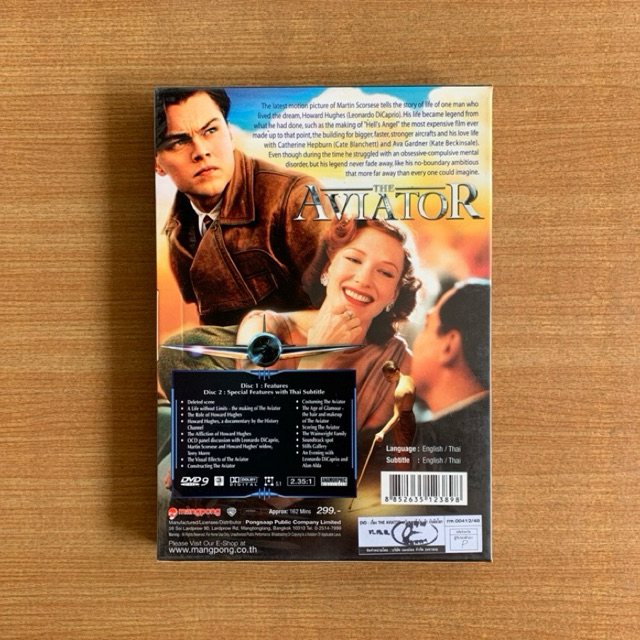 The latest motion picture of Martin Scorsese tells the story of life of one man who
lived the dream, Howard Hughes (Leonardo DiCaprio). His life became legend from
what he had done, such as the making of "Hell's Angel" the most expensive film ever
made up to that point, the building for bigger, faster, stronger aircrafts and his love life
with Catherine Hepburn (Cate Blanchett) and Ava Gardner (Kate Beckinsale).
Even though during the time he struggled with an obsessive-compulsive mental
disorder, but his legend never fade away, like his no-boundary ambitious
that more far away than every one could imagine.
THE
AVIATOR
Disc 1 : Features
Disc 2 : Special Features with Thai Subtitle
• Deleted scene
• A Life without Limits - the making of The Aviator
• The Role of Howard Hughes
• Howard Hughes, a documentary by the History
Channel
• The Affliction of Howard Hughes
• OCD panel discussion with Leonardo DiCaprio,
Martin Scorsese and Howard Hughes' widow,
Terry Moore
• The Visual Effects of The Aviator
• Constructing The Aviator
• Costuming The Aviator
• The Age of Glamour -
the hair and makeup
of The Aviator
• Scoring The Aviator
• The Wainwright Family
• Soundtrack spot
• Stills Gallery
• An Evening with
Leonardo DiCaprio and
Alan Alda
DVD 9 3 DOLBY DIGITAL 5.1 2.35:1
Language : English / Thai
Subtitle : English / Thai
8 852635 123898
mangpong Approx: 162 Mins 299.-
Manufacturer/Licensee/Distributor Pongsaap Public Company Limited
Please Visit Our E-Shop at
www.mangpong.co.th